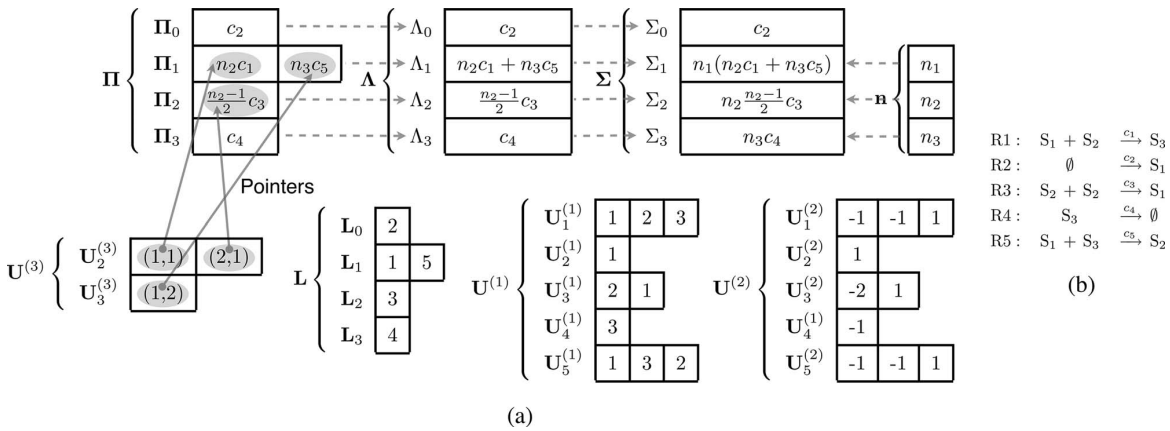 Π { Π₀ c₂ Λ { Λ₀ c₂ Σ { Σ₀ c₂
Π₁ n₂c₁ n₃c₅ Λ₁ n₂c₁ + n₃c₅ Σ₁ n₁(n₂c₁ + n₃c₅) n { n₁
Π₂ (n₂−1)/2 c₃ Λ₂ (n₂−1)/2 c₃ Σ₂ n₂ (n₂−1)/2 c₃ n₂
Π₃ c₄ Λ₃ c₄ Σ₃ n₃c₄ n₃
Pointers
U⁽³⁾ { U₂⁽³⁾ (1,1) (2,1)
U₃⁽³⁾ (1,2)
L { L₀ 2
L₁ 1 5
L₂ 3
L₃ 4
U⁽¹⁾ { U₁⁽¹⁾ 1 2 3
U₂⁽¹⁾ 1
U₃⁽¹⁾ 2 1
U₄⁽¹⁾ 3
U₅⁽¹⁾ 1 3 2
U⁽²⁾ { U₁⁽²⁾ -1 -1 1
U₂⁽²⁾ 1
U₃⁽²⁾ -2 1
U₄⁽¹⁾ -1
U₅⁽²⁾ -1 -1 1
(a)
R1 : S₁ + S₂ —c₁→ S₃
R2 : ∅ —c₂→ S₁
R3 : S₂ + S₂ —c₃→ S₁
R4 : S₃ —c₄→ ∅
R5 : S₁ + S₃ —c₅→ S₂
(b)